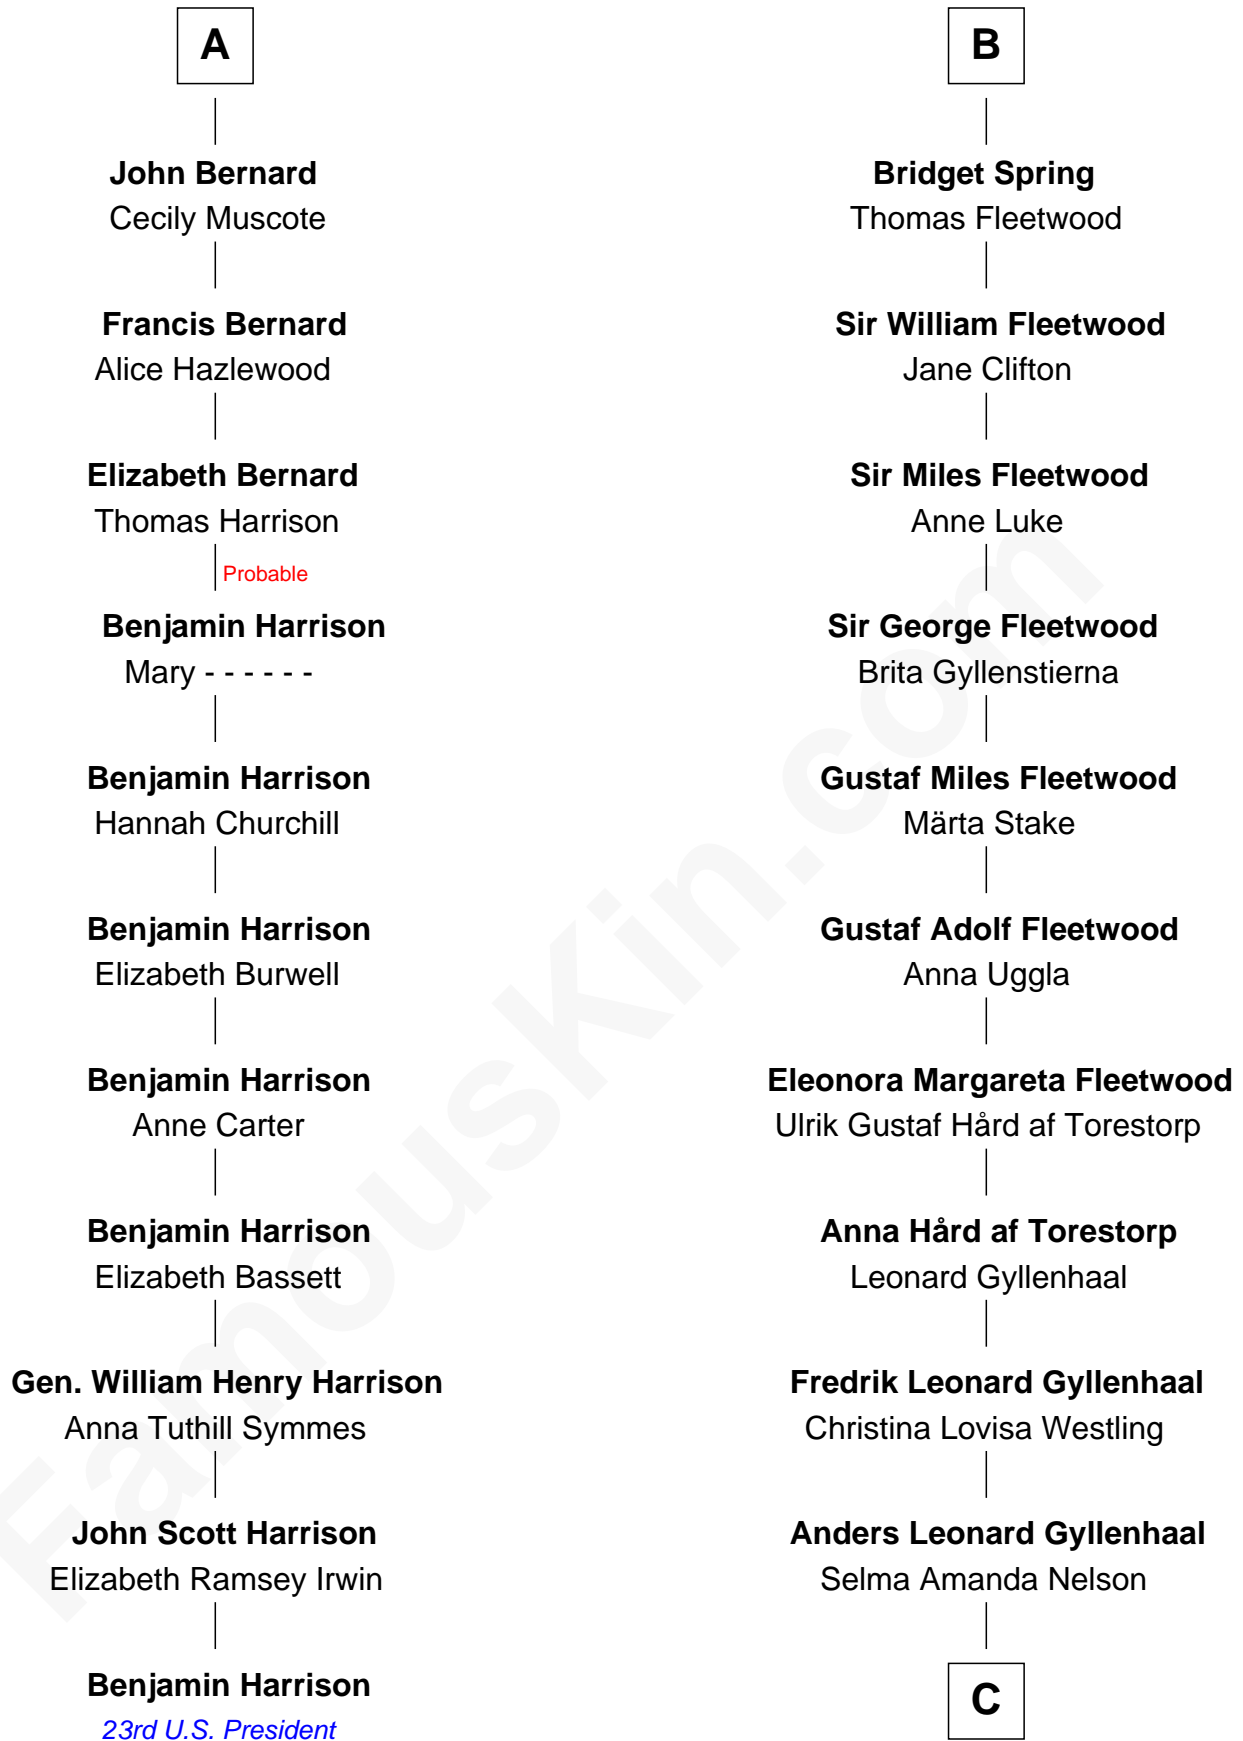 A
John Bernard
Cecily Muscote
Francis Bernard
Alice Hazlewood
Elizabeth Bernard
Thomas Harrison
Probable
Benjamin Harrison
Mary - - - - - -
Benjamin Harrison
Hannah Churchill
Benjamin Harrison
Elizabeth Burwell
Benjamin Harrison
Anne Carter
Benjamin Harrison
Elizabeth Bassett
Gen. William Henry Harrison
Anna Tuthill Symmes
John Scott Harrison
Elizabeth Ramsey Irwin
Benjamin Harrison
23rd U.S. President
B
Bridget Spring
Thomas Fleetwood
Sir William Fleetwood
Jane Clifton
Sir Miles Fleetwood
Anne Luke
Sir George Fleetwood
Brita Gyllenstierna
Gustaf Miles Fleetwood
Märta Stake
Gustaf Adolf Fleetwood
Anna Uggla
Eleonora Margareta Fleetwood
Ulrik Gustaf Hård af Torestorp
Anna Hård af Torestorp
Leonard Gyllenhaal
Fredrik Leonard Gyllenhaal
Christina Lovisa Westling
Anders Leonard Gyllenhaal
Selma Amanda Nelson
C
FamousKin.com